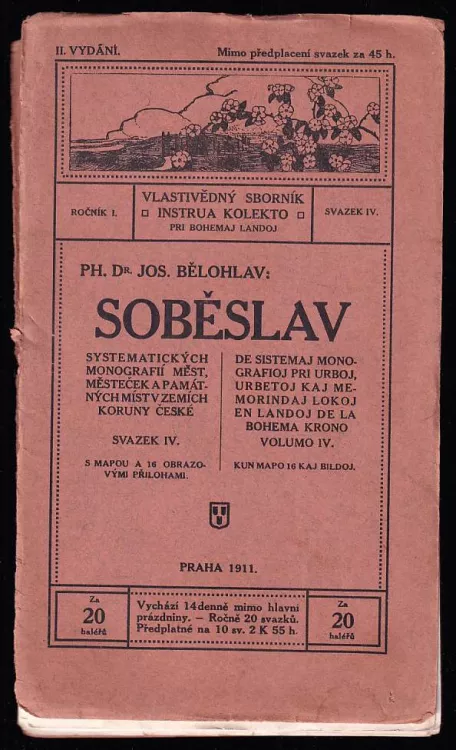 II. VYDÁNÍ. Mimo předplacení svazek za 45 h.
ROČNÍK I.
VLASTIVĚDNÝ SBORNÍK
INSTRUA KOLEKTO
PRI BOHEMAJ LANDOJ
SVAZEK IV.
PH. DR. JOS. BĚLOHLAV:
SOBĚSLAV
SYSTEMATICKÝCH
MONOGRAFIÍ MĚST,
MĚSTEČEK A PAMÁT-
NÝCH MÍST V ZEMÍCH
KORUNY ČESKÉ
SVAZEK IV.
S MAPOU A 16 OBRAZO-
VÝMI PŘÍLOHAMI.
DE SISTEMAJ MONO-
GRAFIOJ PRI URBOJ,
URBETOJ KAJ ME-
MORINDAJ LOKOJ
EN LANDOJ DE LA
BOHEMA KRONO
VOLUMO IV.
KUN MAPO 16 KAJ BILDOJ.
PRAHA 1911.
Za
20
haléřů
Vychází 14denně mimo hlavní
prázdniny. — Ročně 20 svazků.
Předplatné na 10 sv. 2 K 55 h.
Za
20
haléřů